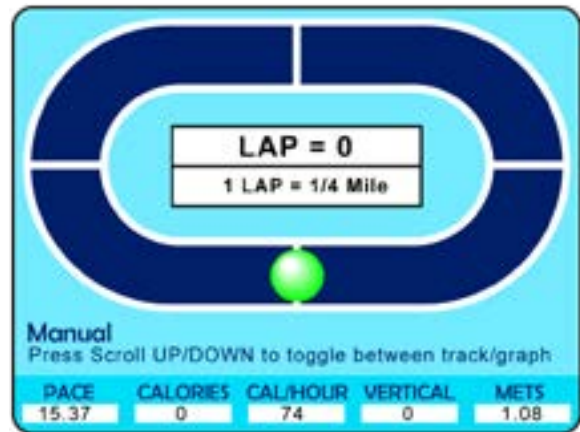 LAP = 0
1 LAP = 1/4 Mile
Manual
Press Scroll UP/DOWN to toggle between track/graph
PACE CALORIES CAL/HOUR VERTICAL METS
15.37 0 74 0 1.08